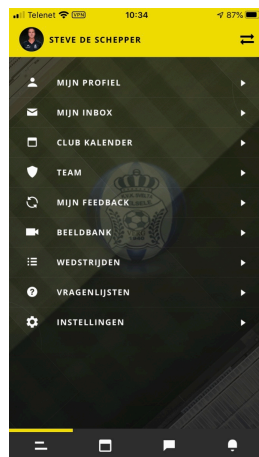 Telenet VPN 10:34 87%
STEVE DE SCHEPPER
MIJN PROFIEL
MIJN INBOX
CLUB KALENDER
TEAM
MIJN FEEDBACK
BEELDBANK
WEDSTRIJDEN
VRAGENLIJSTEN
INSTELLINGEN